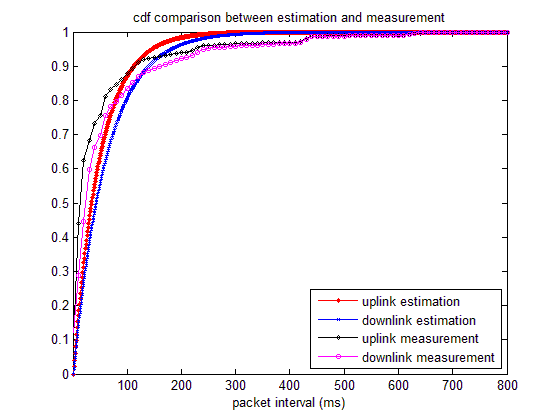 cdf comparison between estimation and measurement
1
0.9
0.8
0.7
0.6
0.5
0.4
0.3
0.2
0.1
0
uplink estimation
downlink estimation
uplink measurement
downlink measurement
100 200 300 400 500 600 700 800
packet interval (ms)